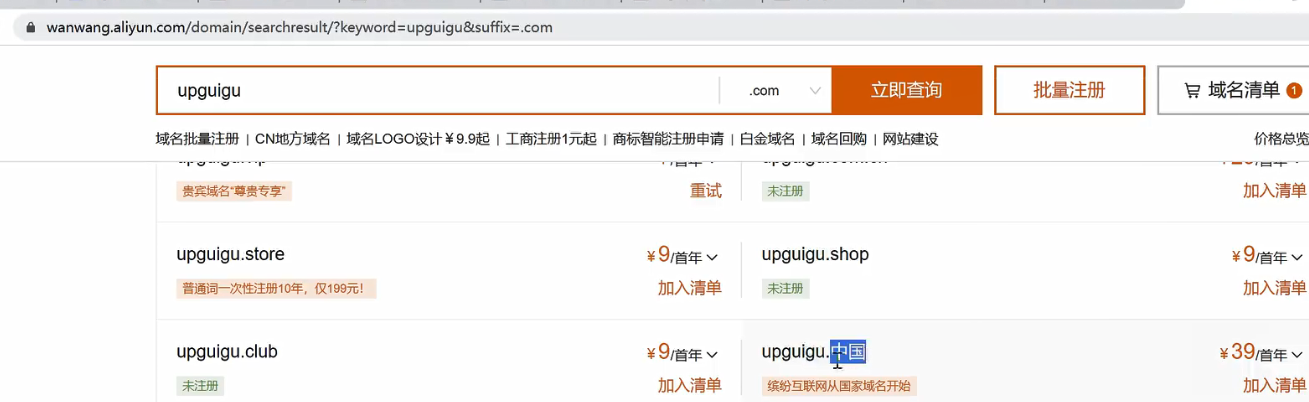 wanwang.aliyun.com/domain/searchresult/?keyword=upguigu&suffix=.com
upguigu .com 立即查询 批量注册 域名清单 1
域名批量注册 | CN地方域名 | 域名LOGO设计￥9.9起 | 工商注册1元起 | 商标智能注册申请 | 白金域名 | 域名回购 | 网站建设 价格总览
贵宾域名“尊贵专享” 重试 未注册 加入清单
upguigu.store ¥9/首年 upguigu.shop ¥9/首年
普通词一次性注册10年，仅199元！ 加入清单 未注册 加入清单
upguigu.club ¥9/首年 upguigu.中国 ¥39/首年
未注册 加入清单 缤纷互联网从国家域名开始 加入清单